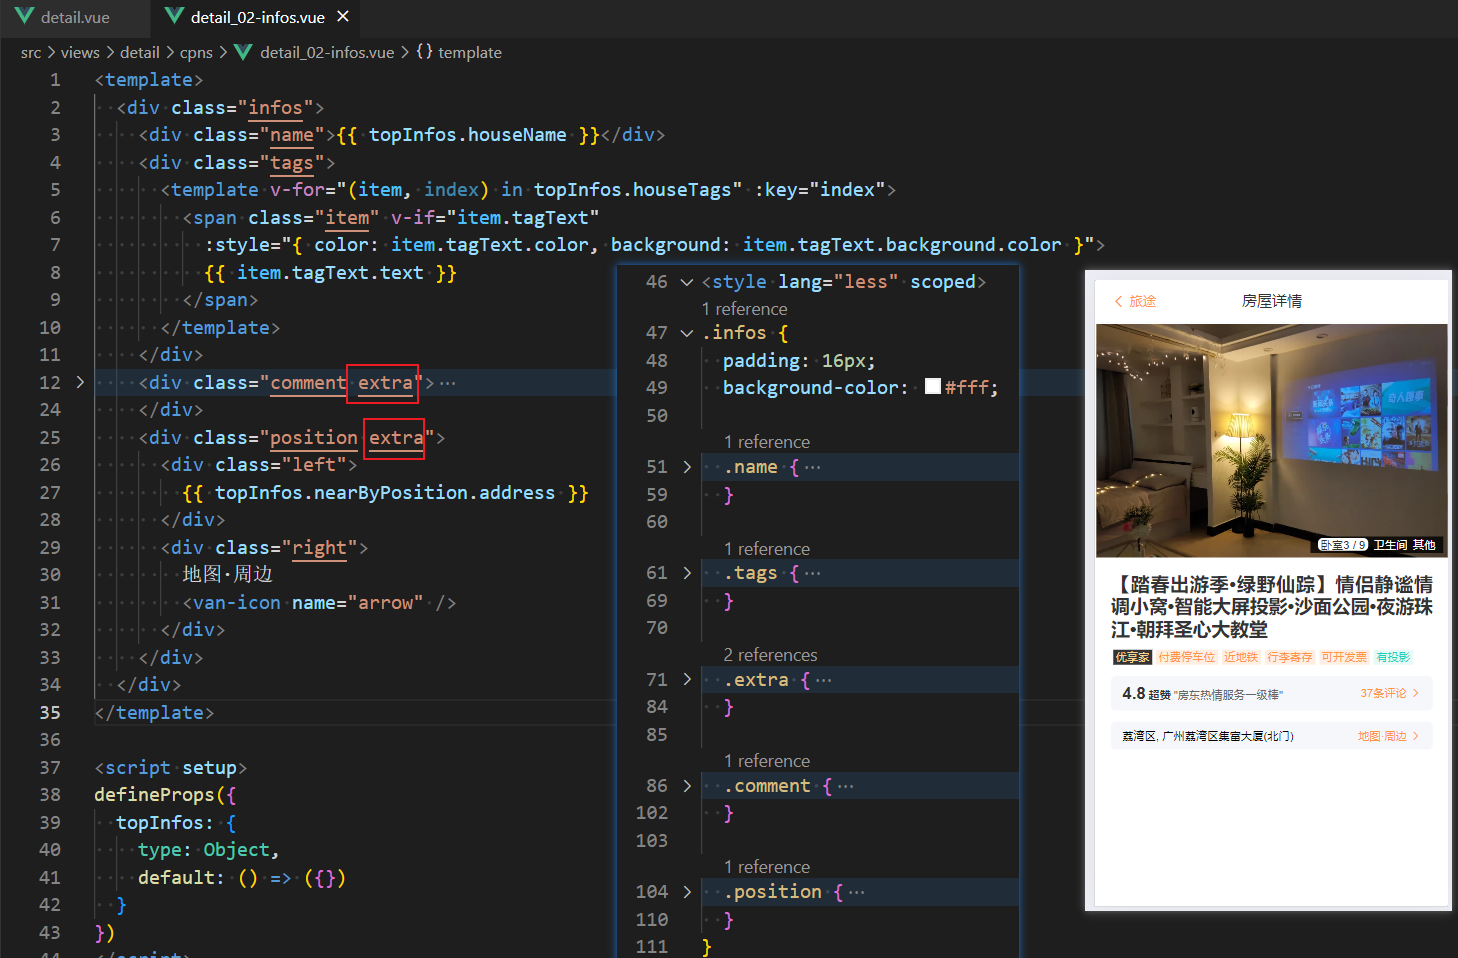 detail.vue
detail_02-infos.vue
src > views > detail > cpns > detail_02-infos.vue > {} template
1 <template>
2 <div class="infos">
3 <div class="name">{{ topInfos.houseName }}</div>
4 <div class="tags">
5 <template v-for="(item, index) in topInfos.houseTags" :key="index">
6 <span class="item" v-if="item.tagText"
7 :style="{ color: item.tagText.color, background: item.tagText.background.color }">
8 {{ item.tagText.text }}
9 </span>
10 </template>
11 </div>
12 <div class="comment extra">…
24 </div>
25 <div class="position extra">
26 <div class="left">
27 {{ topInfos.nearByPosition.address }}
28 </div>
29 <div class="right">
30 地图·周边
31 <van-icon name="arrow" />
32 </div>
33 </div>
34 </div>
35 </template>
36
37 <script setup>
38 defineProps({
39 topInfos: {
40 type: Object,
41 default: () => ({})
42 }
43 })
44 </script>
46 <style lang="less" scoped>
1 reference
47 .infos {
48 padding: 16px;
49 background-color: #fff;
50
1 reference
51 .name {…
59 }
60
1 reference
61 .tags {…
69 }
70
2 references
71 .extra {…
84 }
85
1 reference
86 .comment {…
102 }
103
1 reference
104 .position {…
110 }
111 }
旅途
房屋详情
卧室3 / 9 卫生间 其他
【踏春出游季•绿野仙踪】情侣静谧情
调小窝•智能大屏投影•沙面公园•夜游珠
江•朝拜圣心大教堂
优享家 付费停车位 近地铁 行李寄存 可开发票 有投影
4.8 超赞 "房东热情服务一级棒" 37条评论 >
荔湾区, 广州荔湾区集富大厦(北门) 地图·周边 >